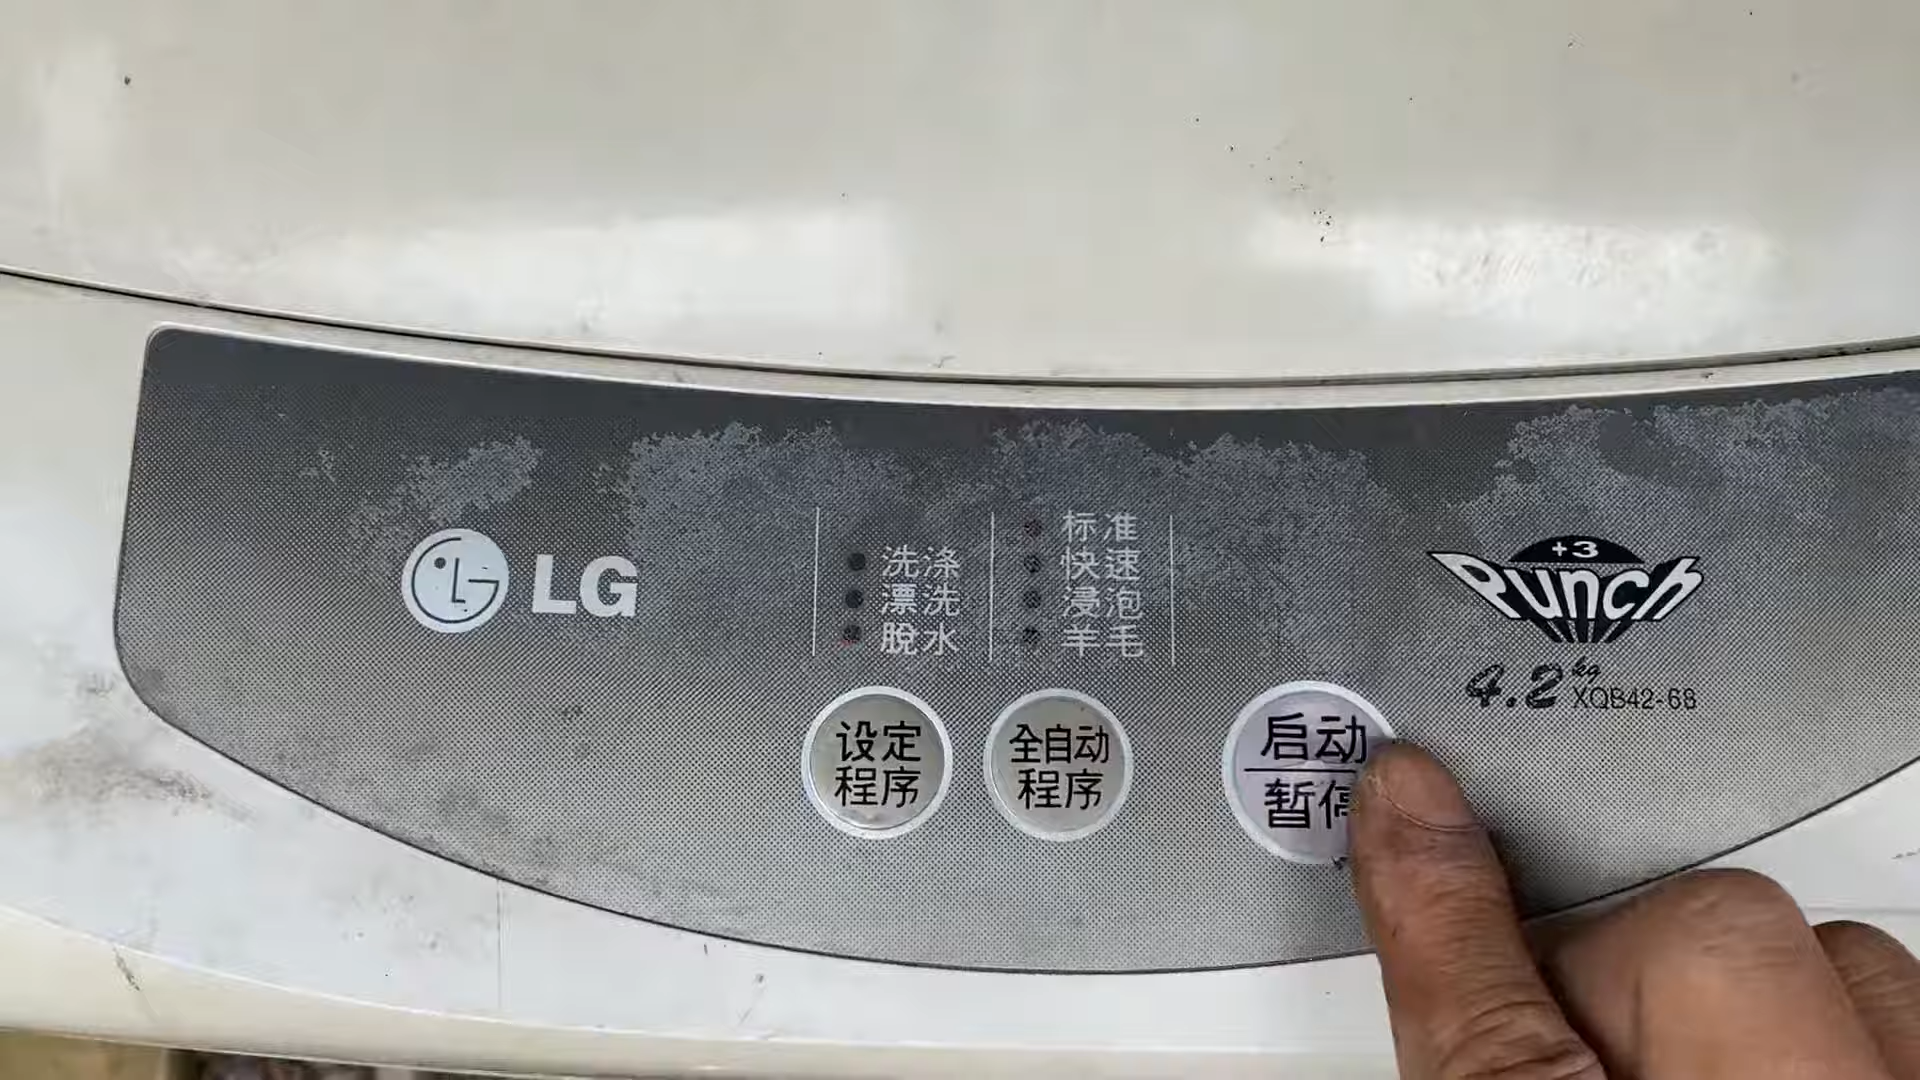 LG
洗涤
漂洗
脫水
标准
快速
浸泡
羊毛
设定
程序
全自动
程序
启动
暂停
+3
Punch
4.2kg
XQB42-68